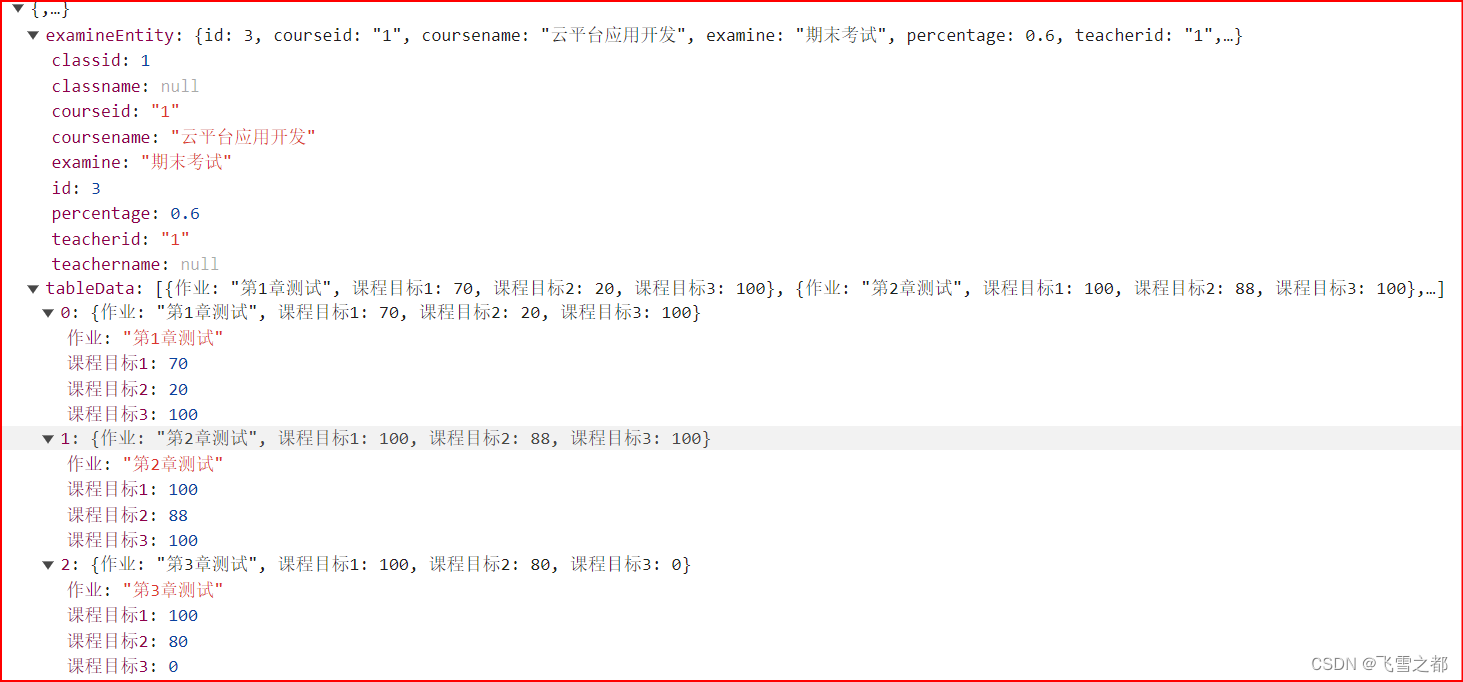 ▼ {,…}
▼ examineEntity: {id: 3, courseid: "1", coursename: "云平台应用开发", examine: "期末考试", percentage: 0.6, teacherid: "1",…}
classid: 1
classname: null
courseid: "1"
coursename: "云平台应用开发"
examine: "期末考试"
id: 3
percentage: 0.6
teacherid: "1"
teachername: null
▼ tableData: [{作业: "第1章测试", 课程目标1: 70, 课程目标2: 20, 课程目标3: 100}, {作业: "第2章测试", 课程目标1: 100, 课程目标2: 88, 课程目标3: 100},…]
▼ 0: {作业: "第1章测试", 课程目标1: 70, 课程目标2: 20, 课程目标3: 100}
作业: "第1章测试"
课程目标1: 70
课程目标2: 20
课程目标3: 100
▼ 1: {作业: "第2章测试", 课程目标1: 100, 课程目标2: 88, 课程目标3: 100}
作业: "第2章测试"
课程目标1: 100
课程目标2: 88
课程目标3: 100
▼ 2: {作业: "第3章测试", 课程目标1: 100, 课程目标2: 80, 课程目标3: 0}
作业: "第3章测试"
课程目标1: 100
课程目标2: 80
课程目标3: 0
CSDN @飞雪之都